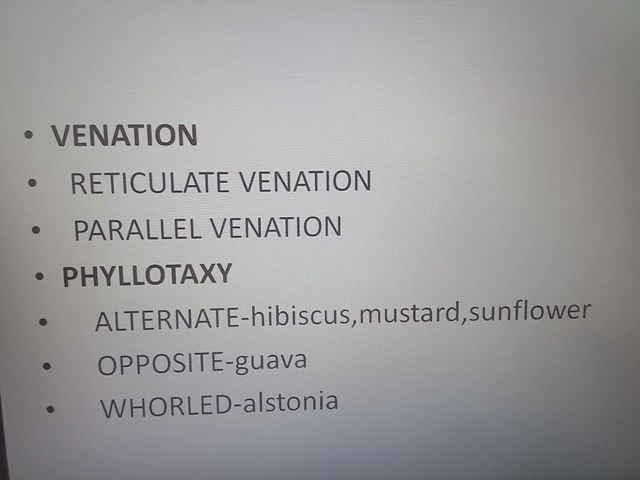 • VENATION
• RETICULATE VENATION
• PARALLEL VENATION
• PHYLLOTAXY
• ALTERNATE-hibiscus,mustard,sunflower
• OPPOSITE-guava
• WHORLED-alstonia